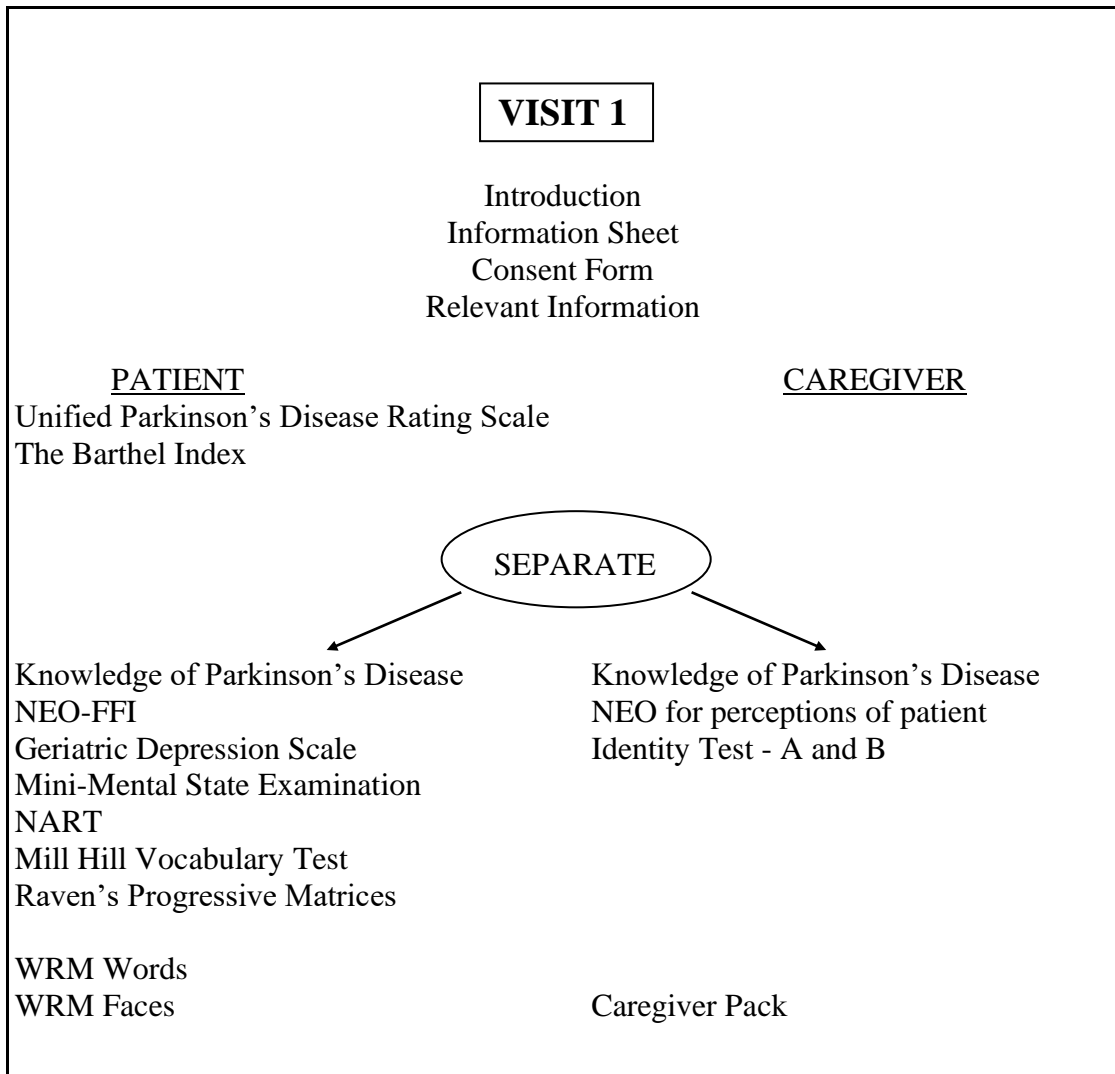 VISIT 1
Introduction
Information Sheet
Consent Form
Relevant Information
PATIENT CAREGIVER
Unified Parkinson’s Disease Rating Scale
The Barthel Index
SEPARATE
Knowledge of Parkinson’s Disease Knowledge of Parkinson’s Disease
NEO-FFI NEO for perceptions of patient
Geriatric Depression Scale Identity Test - A and B
Mini-Mental State Examination
NART
Mill Hill Vocabulary Test
Raven’s Progressive Matrices
WRM Words
WRM Faces Caregiver Pack